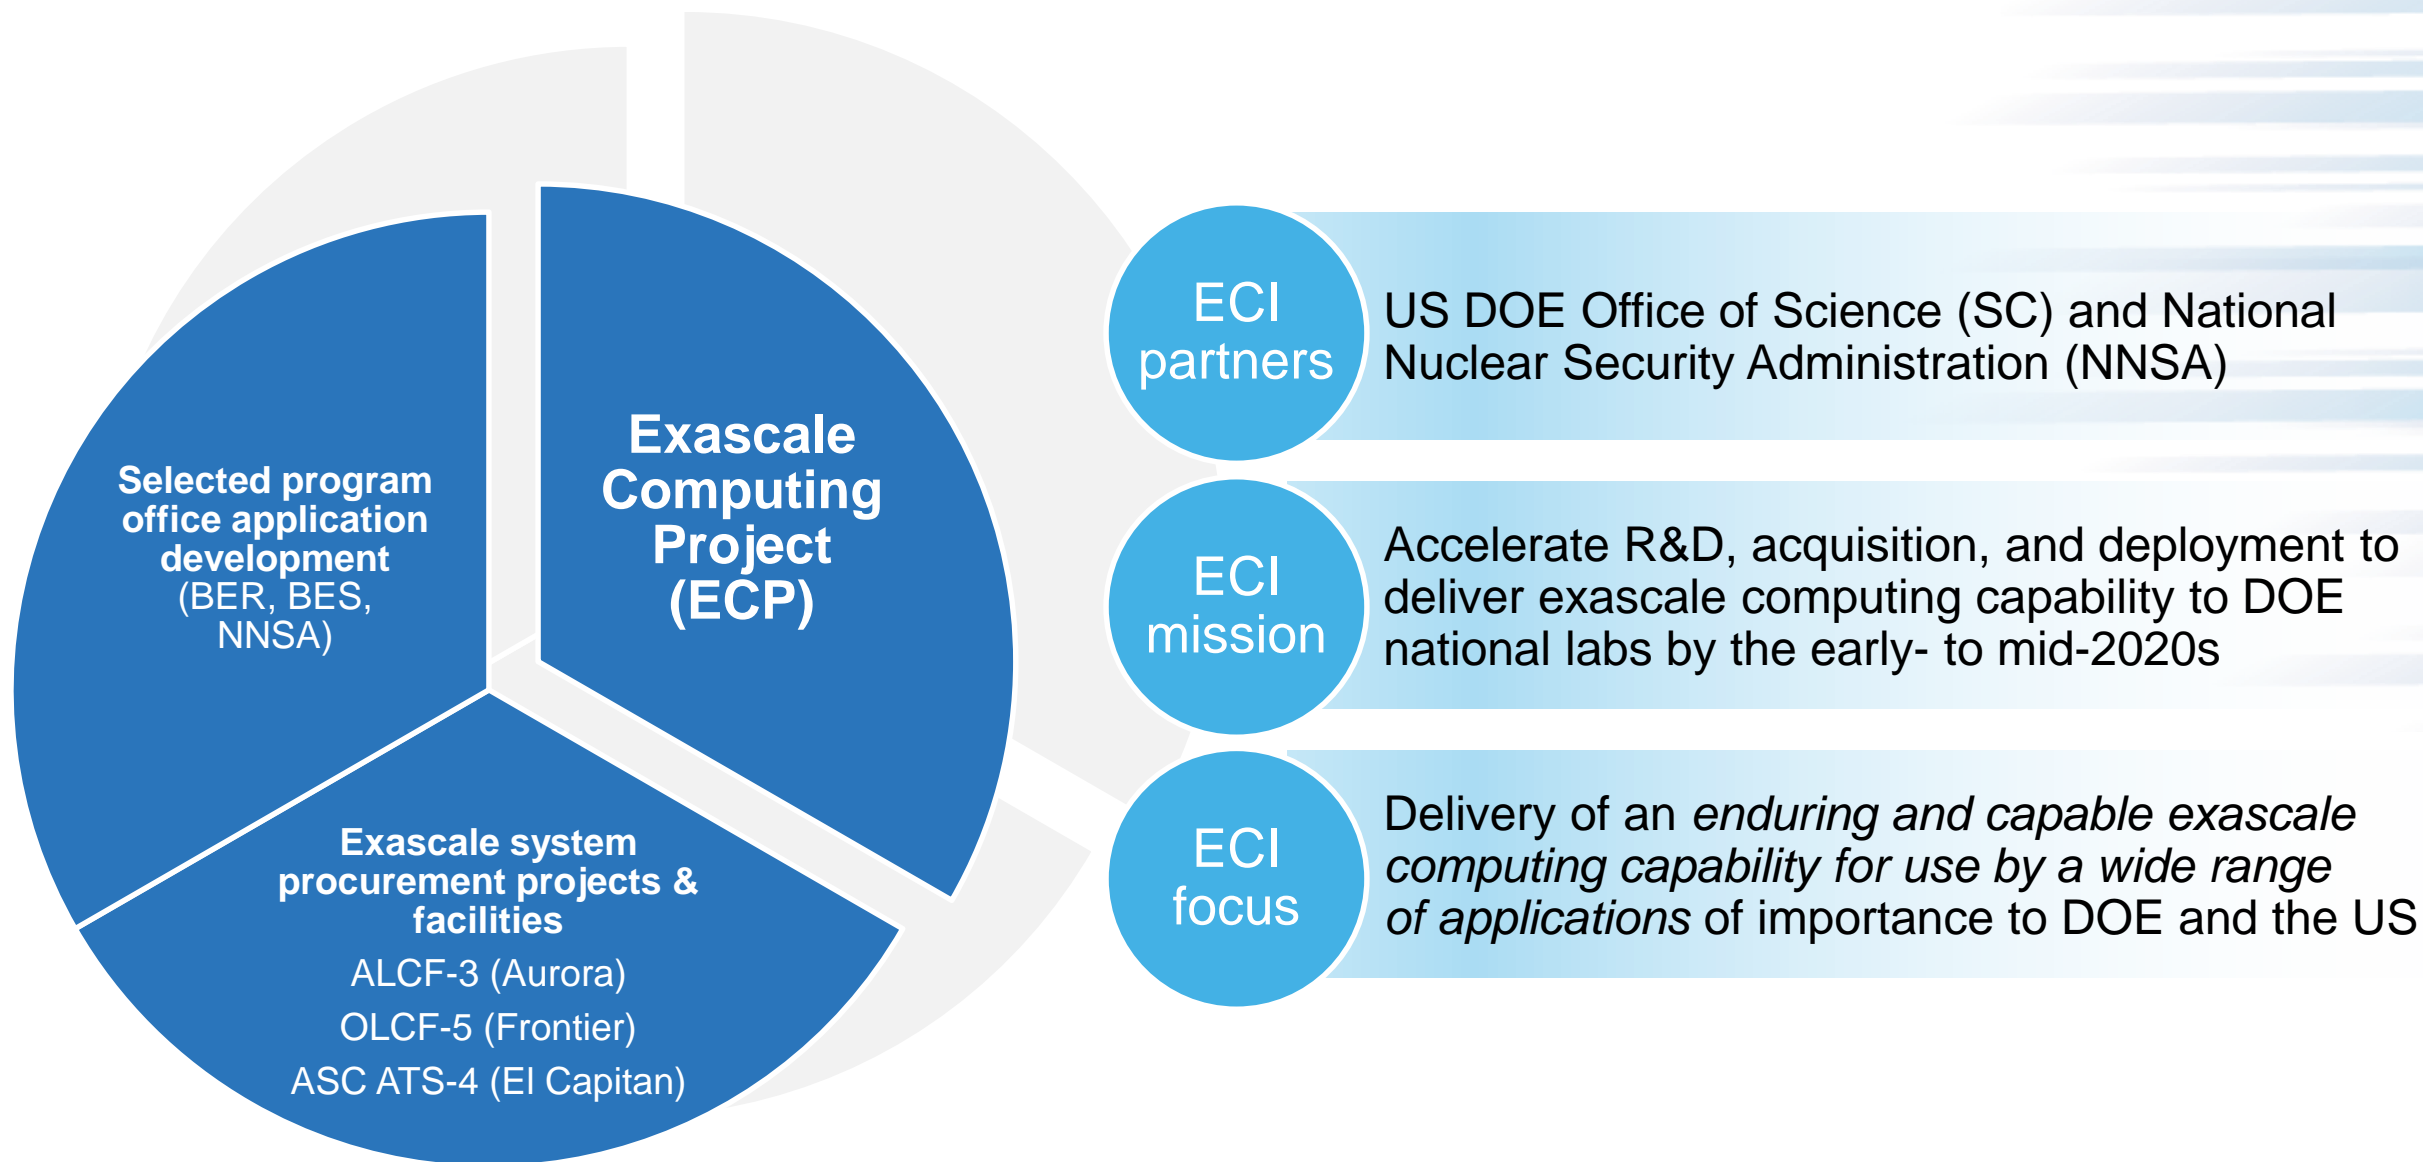 Selected program
office application
development
(BER, BES,
NNSA)
Exascale
Computing
Project
(ECP)
Exascale system
procurement projects &
facilities
ALCF-3 (Aurora)
OLCF-5 (Frontier)
ASC ATS-4 (El Capitan)
ECI
partners
US DOE Office of Science (SC) and National
Nuclear Security Administration (NNSA)
ECI
mission
Accelerate R&D, acquisition, and deployment to
deliver exascale computing capability to DOE
national labs by the early- to mid-2020s
ECI
focus
Delivery of an enduring and capable exascale
computing capability for use by a wide range
of applications of importance to DOE and the US